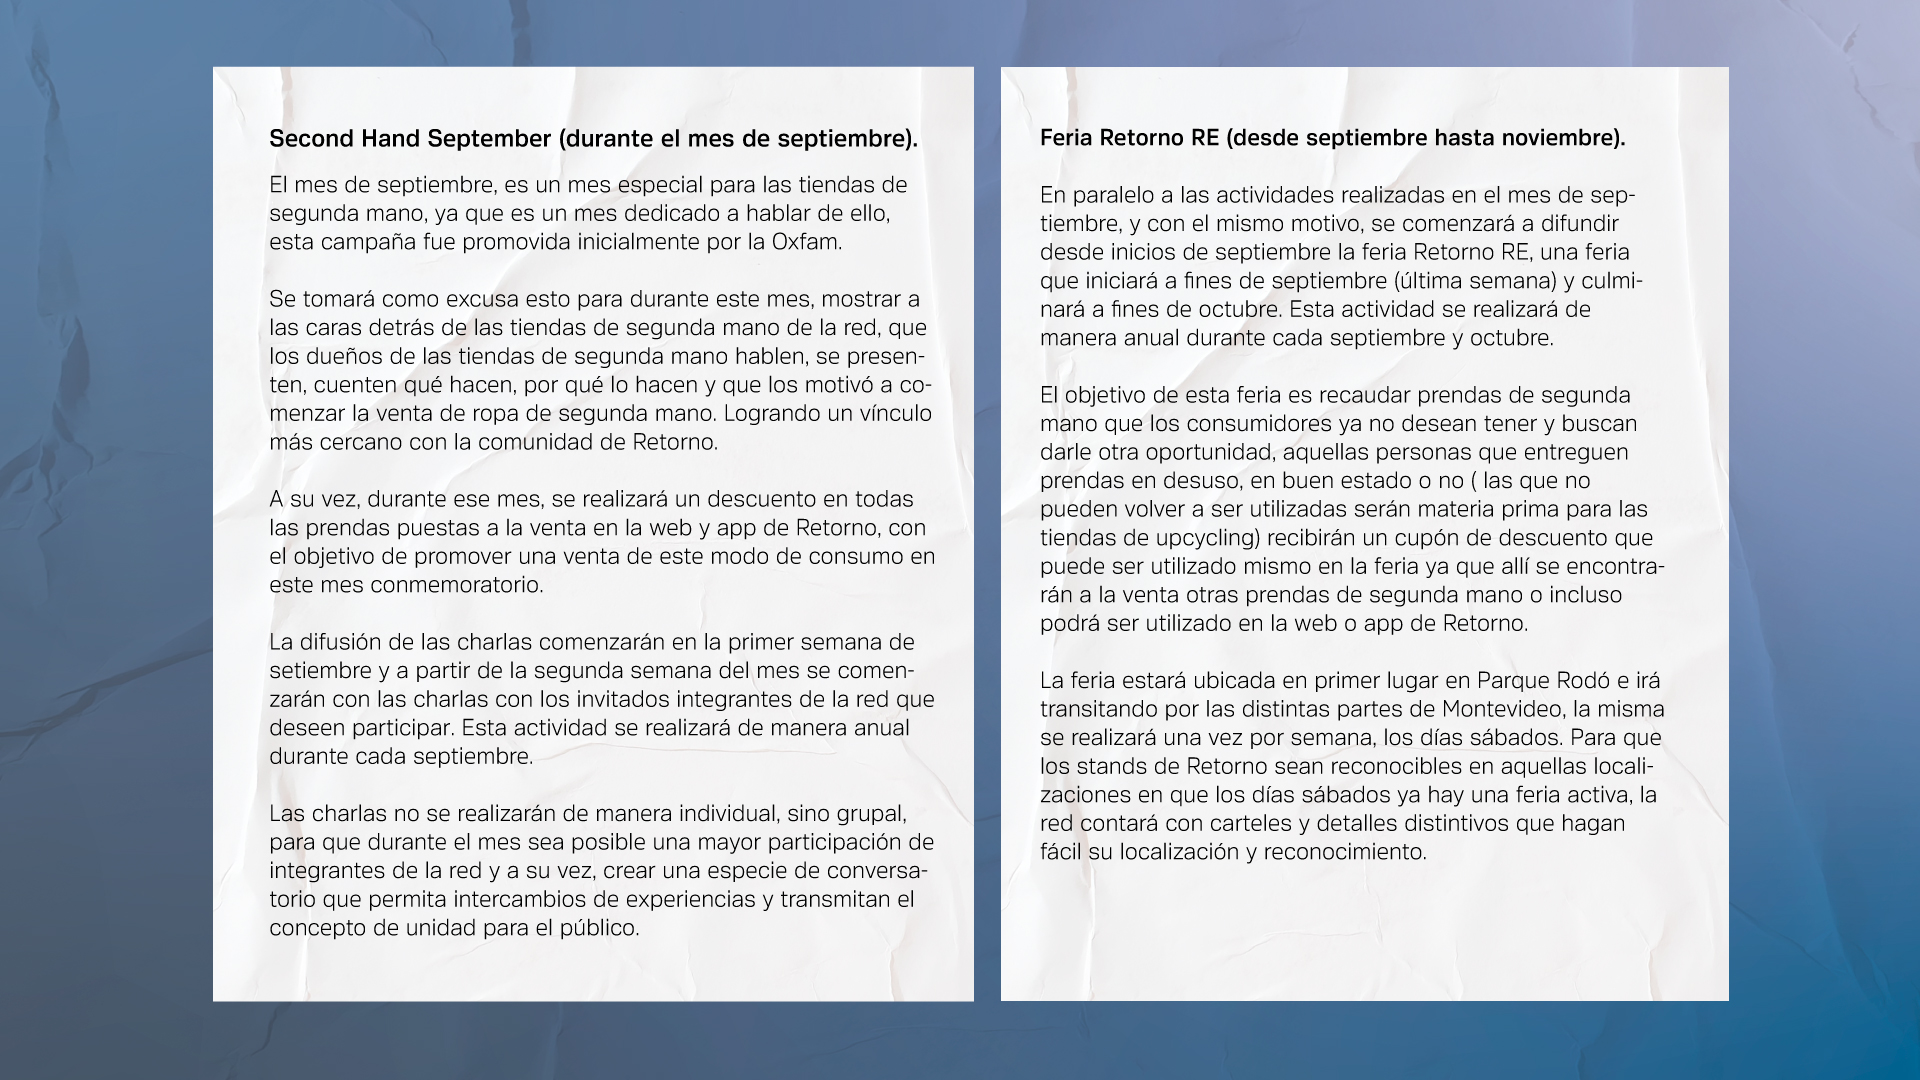 Second Hand September (durante el mes de septiembre).
El mes de septiembre, es un mes especial para las tiendas de
segunda mano, ya que es un mes dedicado a hablar de ello,
esta campaña fue promovida inicialmente por la Oxfam.
Se tomará como excusa esto para durante este mes, mostrar a
las caras detrás de las tiendas de segunda mano de la red, que
los dueños de las tiendas de segunda mano hablen, se presen-
ten, cuenten qué hacen, por qué lo hacen y que los motivó a co-
menzar la venta de ropa de segunda mano. Logrando un vínculo
más cercano con la comunidad de Retorno.
A su vez, durante ese mes, se realizará un descuento en todas
las prendas puestas a la venta en la web y app de Retorno, con
el objetivo de promover una venta de este modo de consumo en
este mes conmemoratorio.
La difusión de las charlas comenzarán en la primer semana de
setiembre y a partir de la segunda semana del mes se comen-
zarán con las charlas con los invitados integrantes de la red que
deseen participar. Esta actividad se realizará de manera anual
durante cada septiembre.
Las charlas no se realizarán de manera individual, sino grupal,
para que durante el mes sea posible una mayor participación de
integrantes de la red y a su vez, crear una especie de conversa-
torio que permita intercambios de experiencias y transmitan el
concepto de unidad para el público.
Feria Retorno RE (desde septiembre hasta noviembre).
En paralelo a las actividades realizadas en el mes de sep-
tiembre, y con el mismo motivo, se comenzará a difundir
desde inicios de septiembre la feria Retorno RE, una feria
que iniciará a fines de septiembre (última semana) y culmi-
nará a fines de octubre. Esta actividad se realizará de
manera anual durante cada septiembre y octubre.
El objetivo de esta feria es recaudar prendas de segunda
mano que los consumidores ya no desean tener y buscan
darle otra oportunidad, aquellas personas que entreguen
prendas en desuso, en buen estado o no ( las que no
pueden volver a ser utilizadas serán materia prima para las
tiendas de upcycling) recibirán un cupón de descuento que
puede ser utilizado mismo en la feria ya que allí se encontra-
rán a la venta otras prendas de segunda mano o incluso
podrá ser utilizado en la web o app de Retorno.
La feria estará ubicada en primer lugar en Parque Rodó e irá
transitando por las distintas partes de Montevideo, la misma
se realizará una vez por semana, los días sábados. Para que
los stands de Retorno sean reconocibles en aquellas locali-
zaciones en que los días sábados ya hay una feria activa, la
red contará con carteles y detalles distintivos que hagan
fácil su localización y reconocimiento.